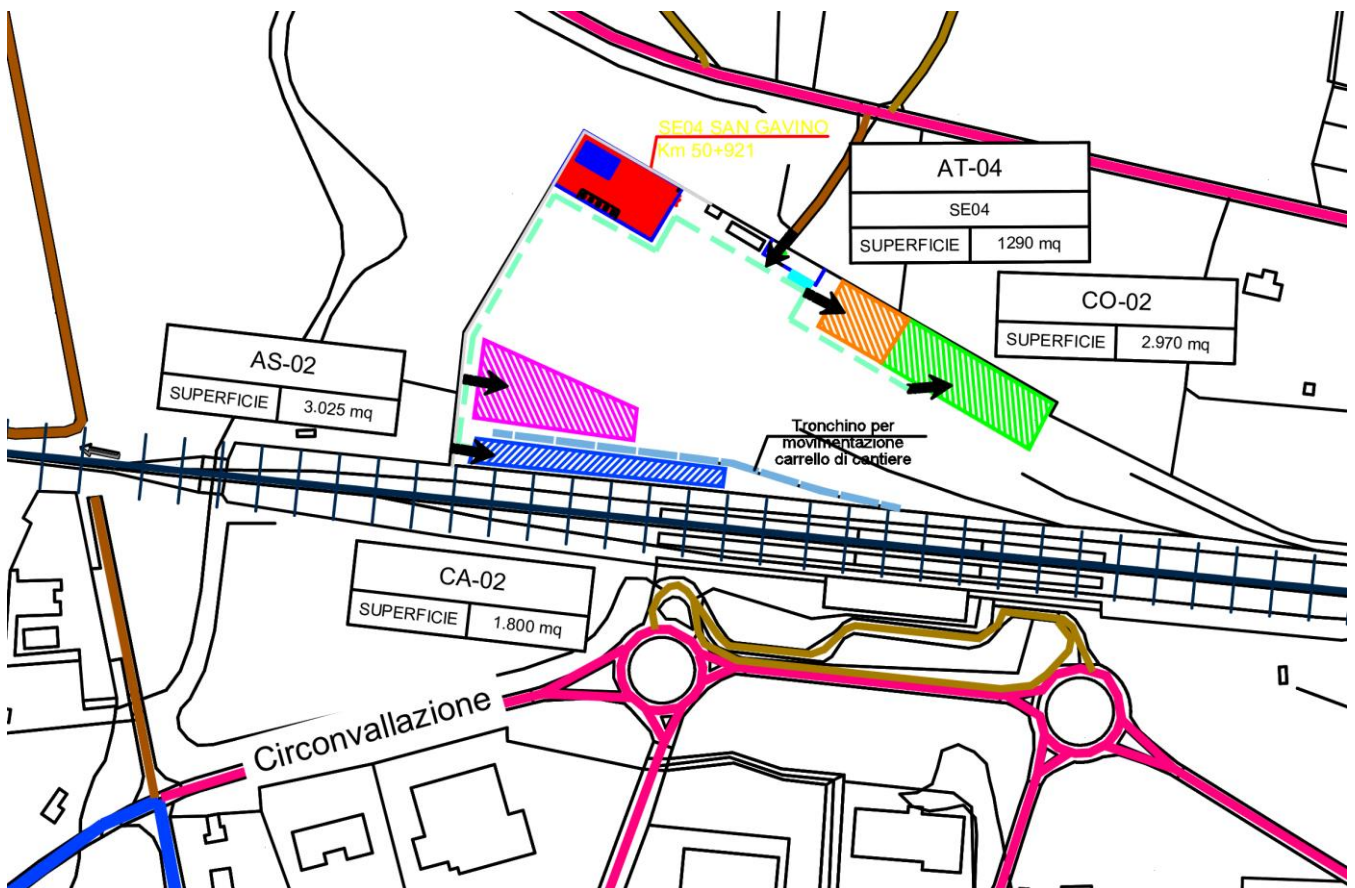 SE04 SAN GAVINO
Km 50+921
AT-04
SE04
SUPERFICIE 1290 mq
CO-02
SUPERFICIE 2.970 mq
AS-02
SUPERFICIE 3.025 mq
Tronchino per
movimentazione
carrello di cantiere
CA-02
SUPERFICIE 1.800 mq
Circonvallazione